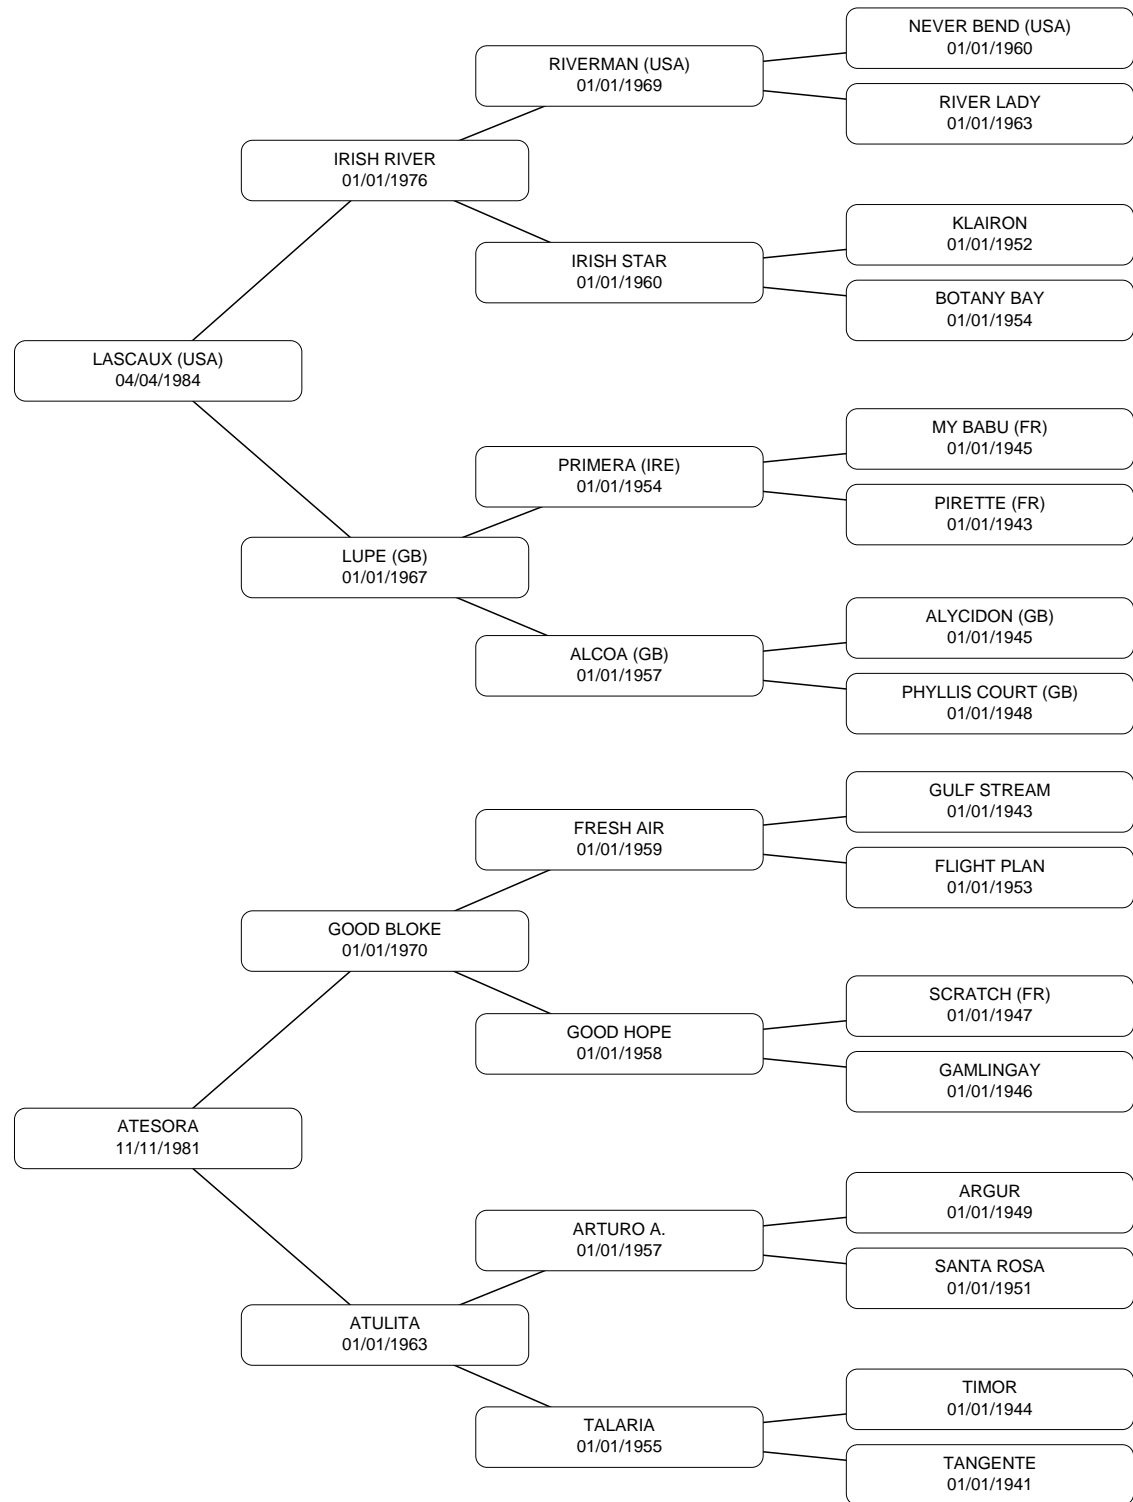 NEVER BEND (USA)
01/01/1960
RIVERMAN (USA)
01/01/1969
RIVER LADY
01/01/1963
IRISH RIVER
01/01/1976
KLAIRON
01/01/1952
IRISH STAR
01/01/1960
BOTANY BAY
01/01/1954
LASCAUX (USA)
04/04/1984
MY BABU (FR)
01/01/1945
PRIMERA (IRE)
01/01/1954
PIRETTE (FR)
01/01/1943
LUPE (GB)
01/01/1967
ALYCIDON (GB)
01/01/1945
ALCOA (GB)
01/01/1957
PHYLLIS COURT (GB)
01/01/1948
GULF STREAM
01/01/1943
FRESH AIR
01/01/1959
FLIGHT PLAN
01/01/1953
GOOD BLOKE
01/01/1970
SCRATCH (FR)
01/01/1947
GOOD HOPE
01/01/1958
GAMLINGAY
01/01/1946
ATESORA
11/11/1981
ARGUR
01/01/1949
ARTURO A.
01/01/1957
SANTA ROSA
01/01/1951
ATULITA
01/01/1963
TIMOR
01/01/1944
TALARIA
01/01/1955
TANGENTE
01/01/1941